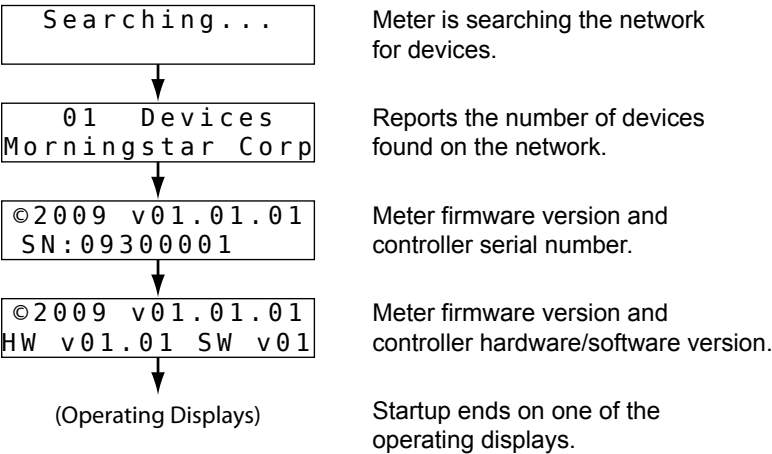 Searching...
Meter is searching the network
for devices.
01 Devices
Morningstar Corp
Reports the number of devices
found on the network.
©2009 v01.01.01
SN:09300001
Meter firmware version and
controller serial number.
©2009 v01.01.01
HW v01.01 SW v01
Meter firmware version and
controller hardware/software version.
(Operating Displays)
Startup ends on one of the
operating displays.